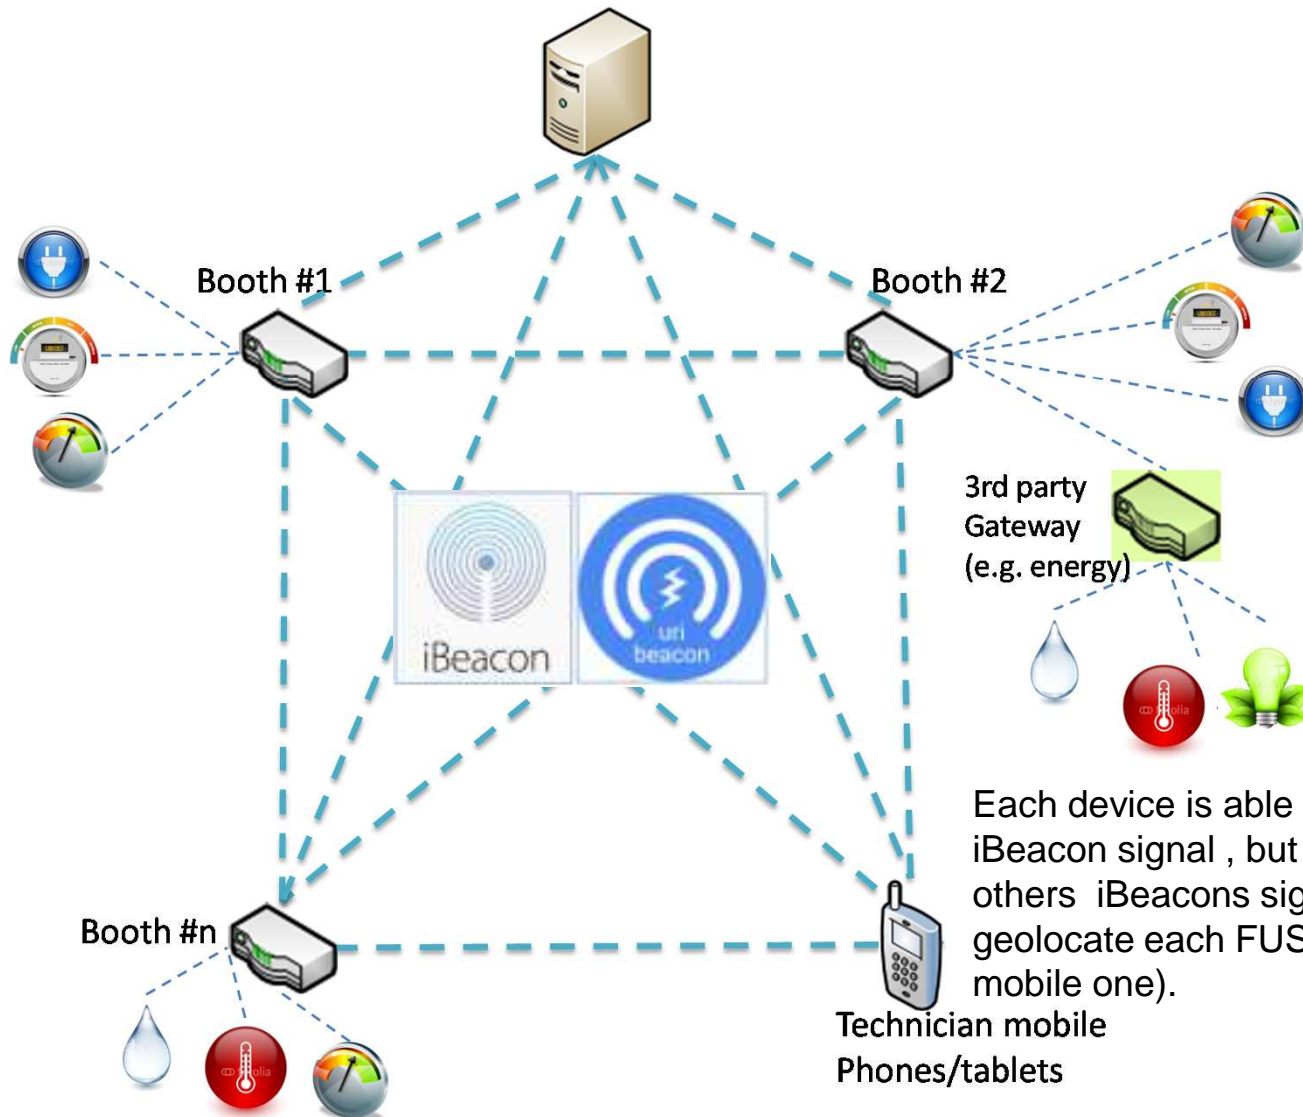 Booth #1
Booth #2
3rd party
Gateway
(e.g. energy)
iBeacon
uri
beacon
Each device is able
iBeacon signal , but
others iBeacons sig
geolocate each FUS
mobile one).
Booth #n
Technician mobile
Phones/tablets